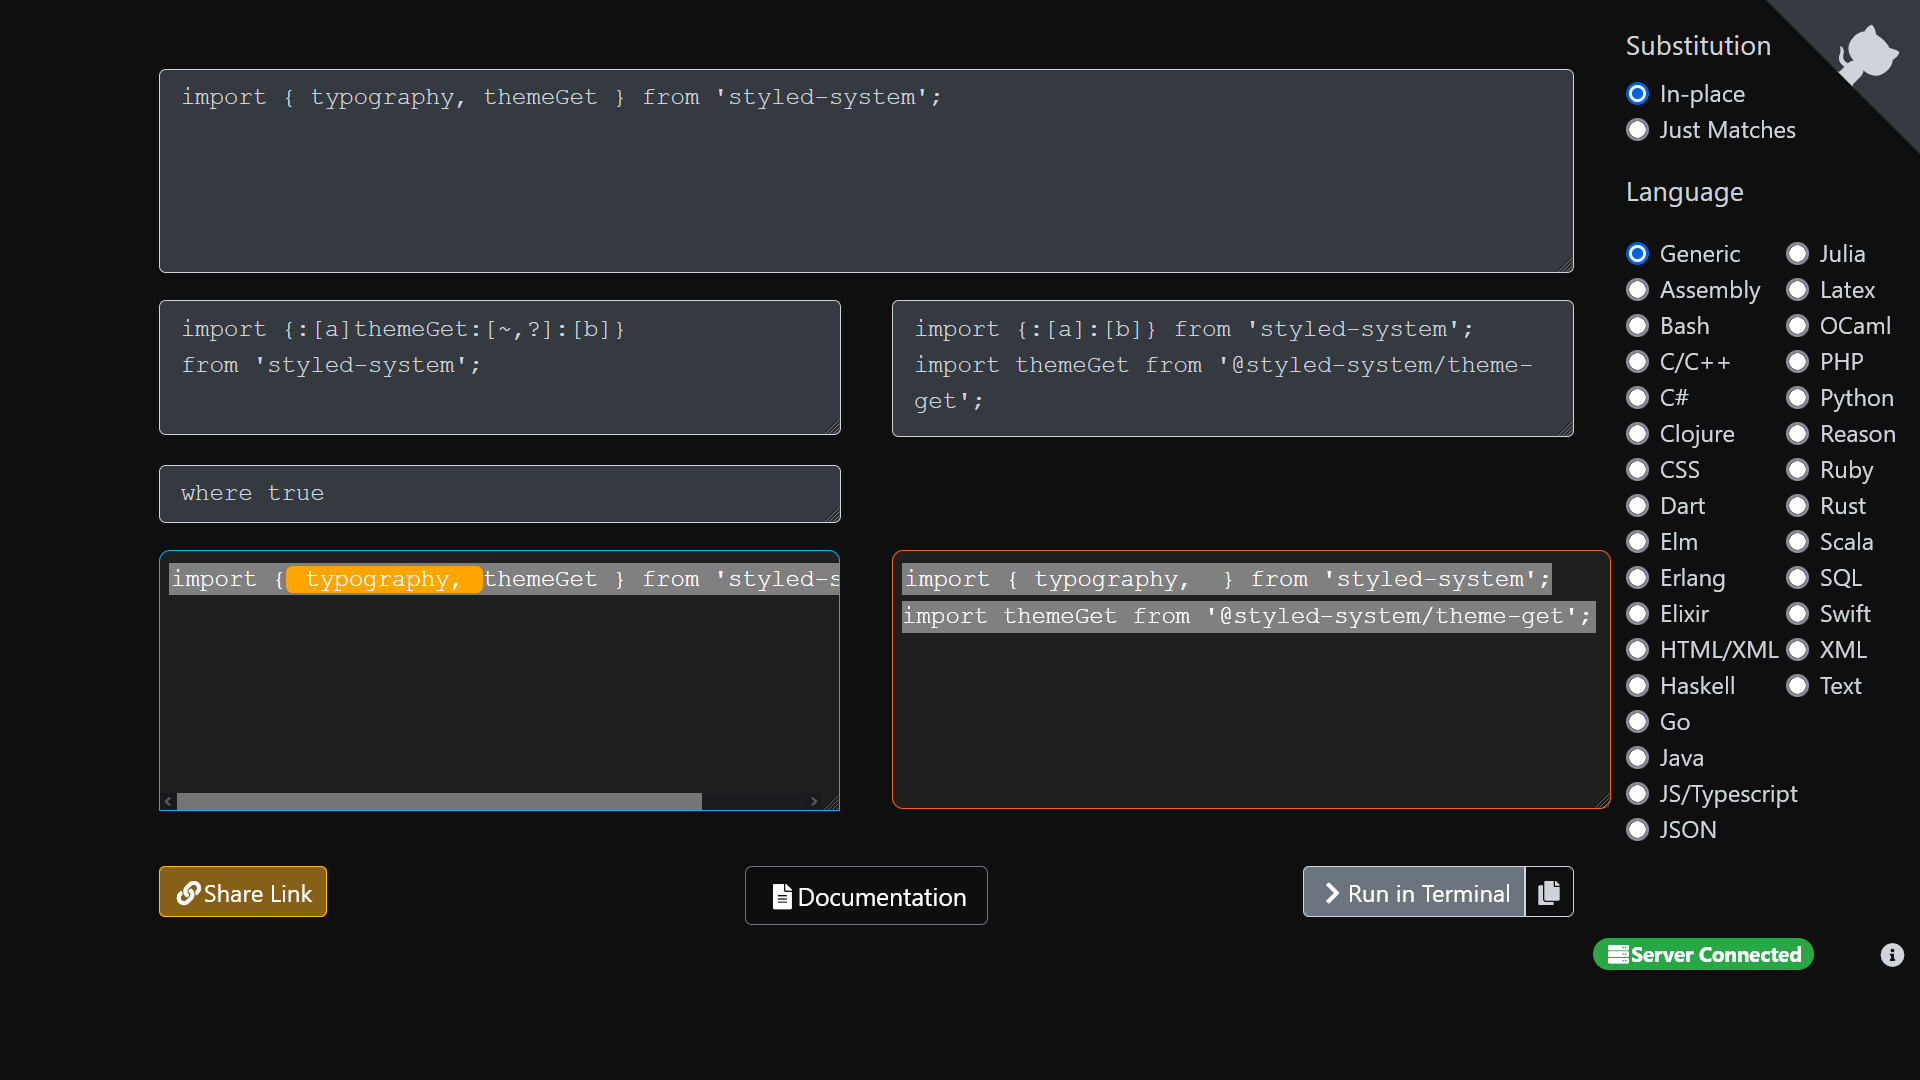 import { typography, themeGet } from 'styled-system';
import {:[a]themeGet:[~,?]:[b]}
from 'styled-system';
import {:[a]:[b]} from 'styled-system';
import themeGet from '@styled-system/theme-
get';
where true
import { typography, themeGet } from 'styled-s
import { typography,  } from 'styled-system';
import themeGet from '@styled-system/theme-get';
Share Link
Documentation
Run in Terminal
Substitution
In-place
Just Matches
Language
Generic
Assembly
Bash
C/C++
C#
Clojure
CSS
Dart
Elm
Erlang
Elixir
HTML/XML
Haskell
Go
Java
JS/Typescript
JSON
Julia
Latex
OCaml
PHP
Python
Reason
Ruby
Rust
Scala
SQL
Swift
XML
Text
Server Connected